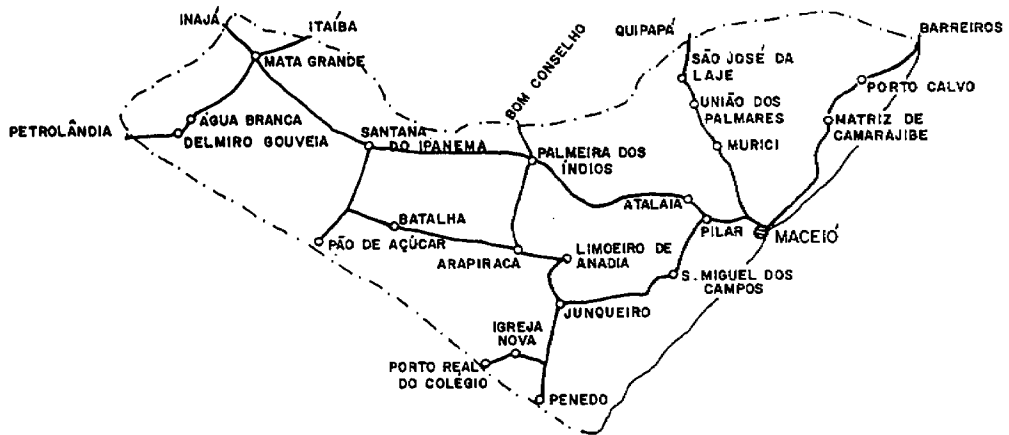 INAJÁ
ITAÍBA
MATA GRANDE
QUIPAPÁ
BARREIROS
BOM CONSELHO
SÃO JOSÉ DA
LAJE
PORTO CALVO
UNIÃO DOS
PALMARES
MATRIZ DE
CAMARAJIBE
PETROLÂNDIA
ÁGUA BRANCA
DELMIRO GOUVEIA
SANTANA
DO IPANEMA
MURICI
PALMEIRA DOS
ÍNDIOS
ATALAIA
PILAR
MACEIÓ
BATALHA
PÃO DE AÇÚCAR
ARAPIRACA
LIMOEIRO DE
ANADIA
S. MIGUEL DOS
CAMPOS
JUNQUEIRO
IGREJA
NOVA
PORTO REAL
DO COLÉGIO
PENEDO